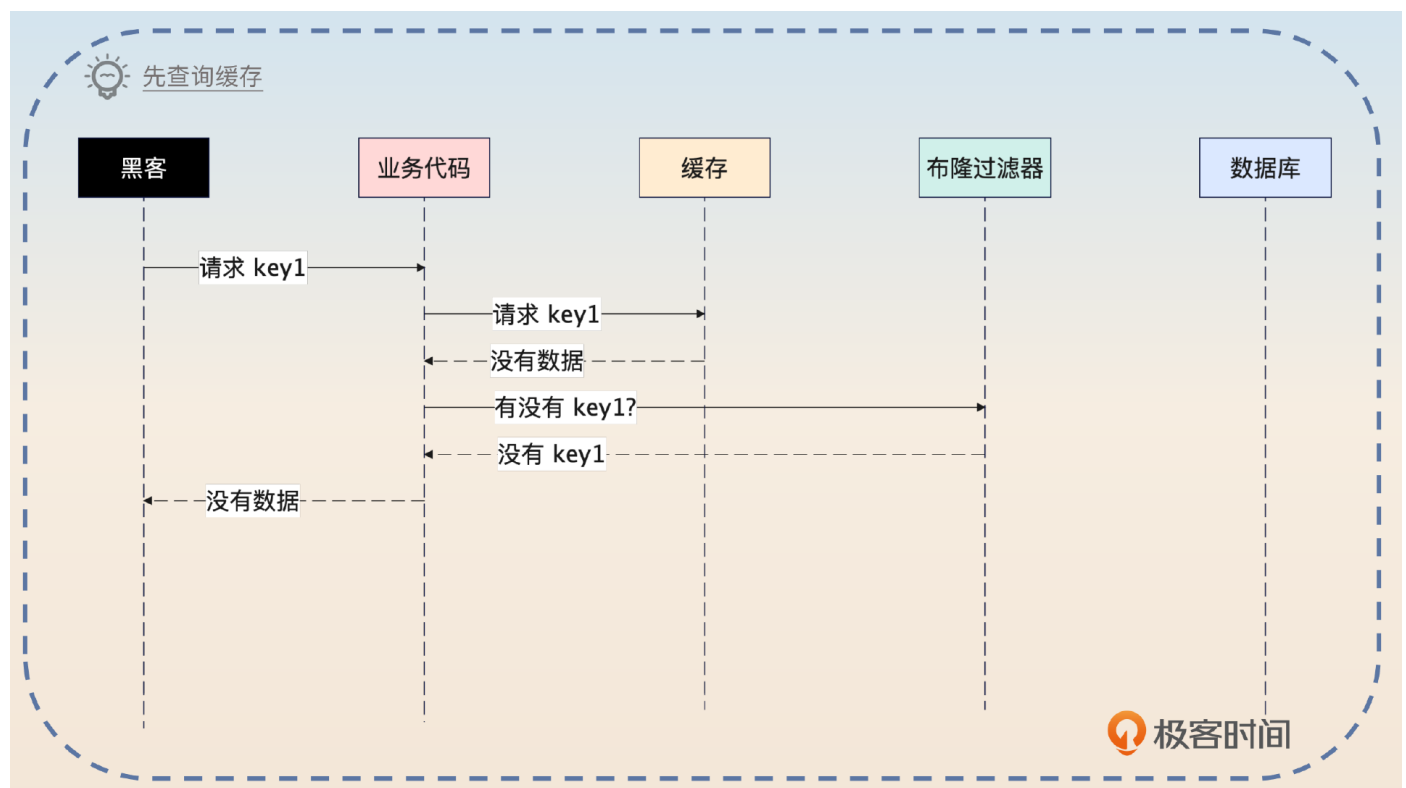 先查询缓存
黑客
业务代码
缓存
布隆过滤器
数据库
请求 key1
请求 key1
没有数据
有没有 key1?
没有 key1
没有数据
极客时间